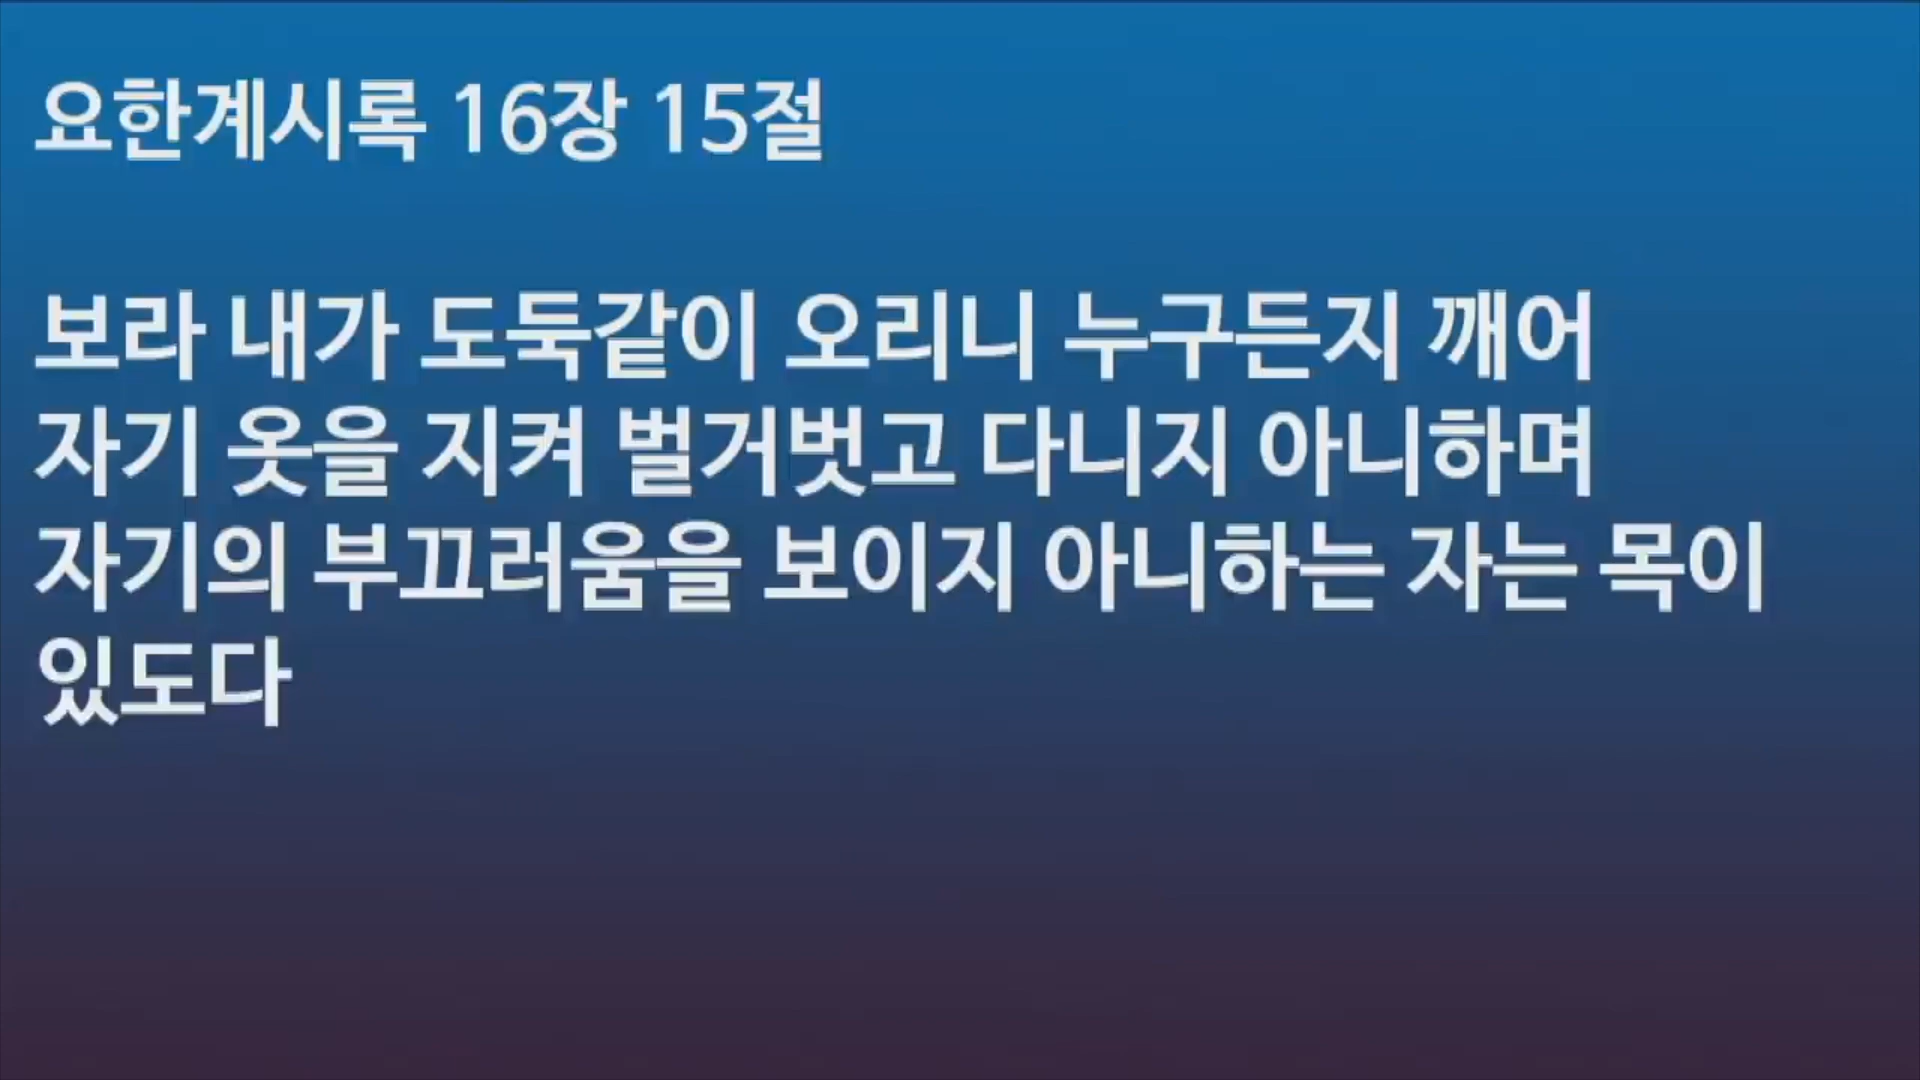 요한계시록 16장 15절
보라 내가 도둑같이 오리니 누구든지 깨어
자기 옷을 지켜 벌거벗고 다니지 아니하며
자기의 부끄러움을 보이지 아니하는 자는 목이
있도다